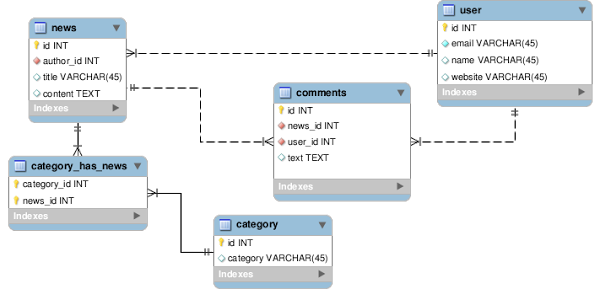 news
id INT
author_id INT
title VARCHAR(45)
content TEXT
Indexes
user
id INT
email VARCHAR(45)
name VARCHAR(45)
website VARCHAR(45)
Indexes
comments
id INT
news_id INT
user_id INT
text TEXT
Indexes
category_has_news
category_id INT
news_id INT
Indexes
category
id INT
category VARCHAR(45)
Indexes